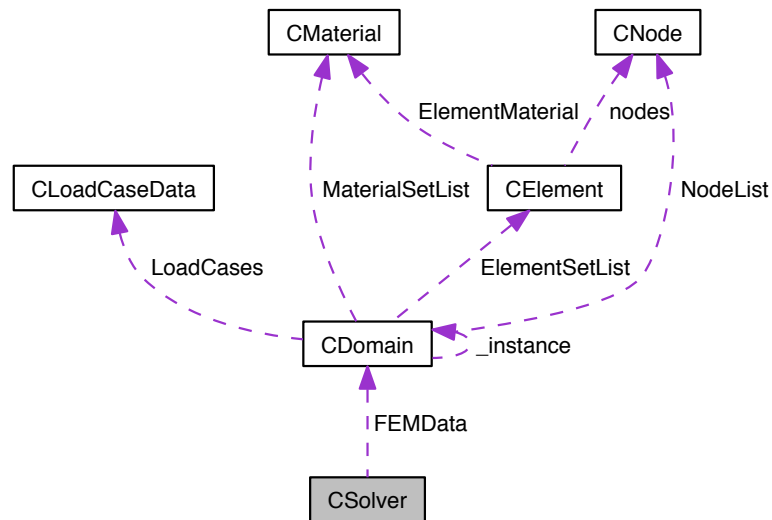 CMaterial
CNode
ElementMaterial
nodes
CLoadCaseData
MaterialSetList
CElement
NodeList
LoadCases
ElementSetList
CDomain
_instance
FEMData
CSolver